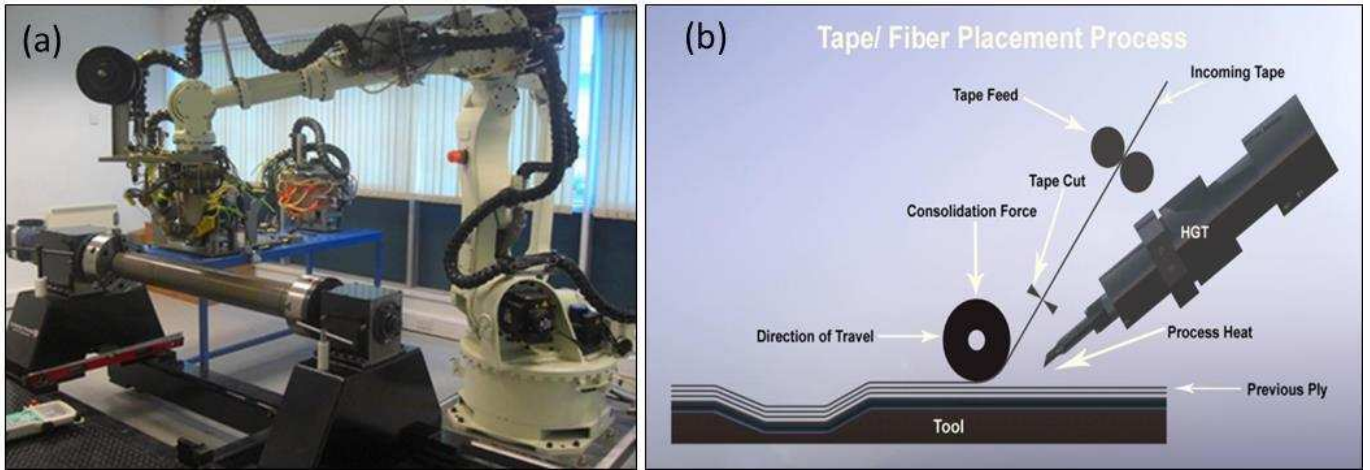 (a)
(b)
Tape/ Fiber Placement Process
Incoming Tape
Tape Feed
Tape Cut
Consolidation Force
HGT
Direction of Travel
Process Heat
Previous Ply
Tool